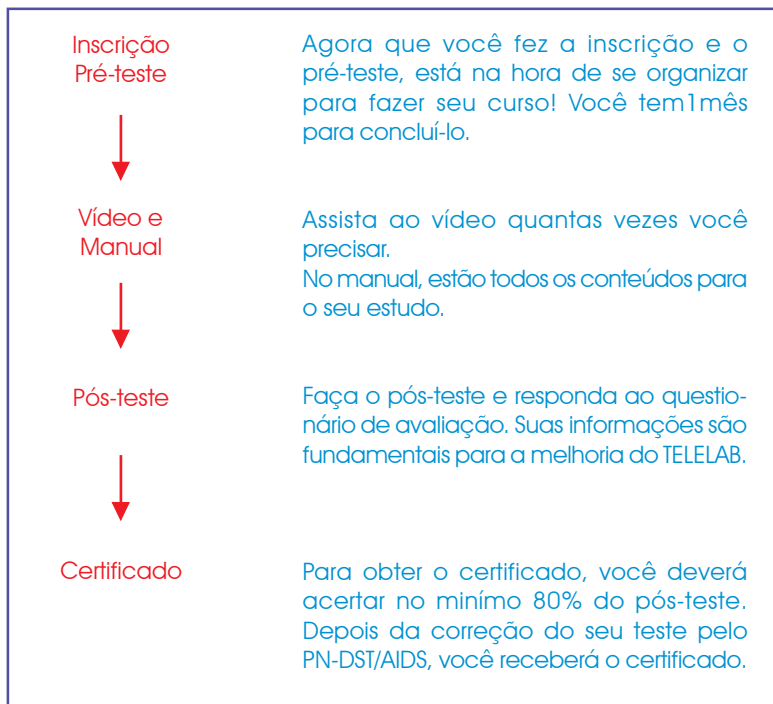 Inscrição
Pré-teste
Agora que você fez a inscrição e o
pré-teste, está na hora de se organizar
para fazer seu curso! Você tem1mês
para concluí-lo.
Vídeo e
Manual
Assista ao vídeo quantas vezes você
precisar.
No manual, estão todos os conteúdos para
o seu estudo.
Pós-teste
Faça o pós-teste e responda ao questio-
nário de avaliação. Suas informações são
fundamentais para a melhoria do TELELAB.
Certificado
Para obter o certificado, você deverá
acertar no minímo 80% do pós-teste.
Depois da correção do seu teste pelo
PN-DST/AIDS, você receberá o certificado.